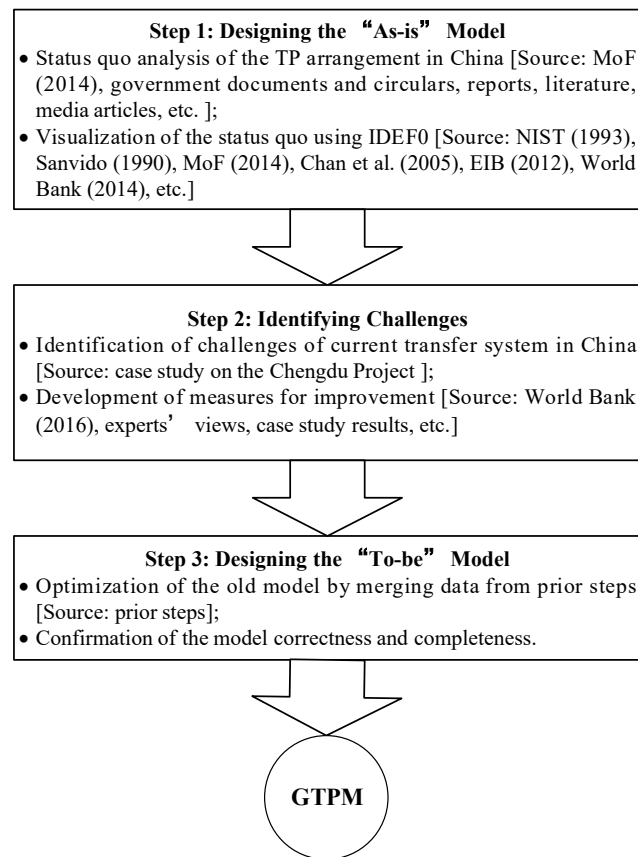 Step 1: Designing the “As-is” Model
• Status quo analysis of the TP arrangement in China [Source: MoF
(2014), government documents and circulars, reports, literature,
media articles, etc. ];
• Visualization of the status quo using IDEF0 [Source: NIST (1993),
Sanvido (1990), MoF (2014), Chan et al. (2005), EIB (2012), World
Bank (2014), etc.]
Step 2: Identifying Challenges
• Identification of challenges of current transfer system in China
[Source: case study on the Chengdu Project ];
• Development of measures for improvement [Source: World Bank
(2016), experts’ views, case study results, etc.]
Step 3: Designing the “To-be” Model
• Optimization of the old model by merging data from prior steps
[Source: prior steps];
• Confirmation of the model correctness and completeness.
GTPM